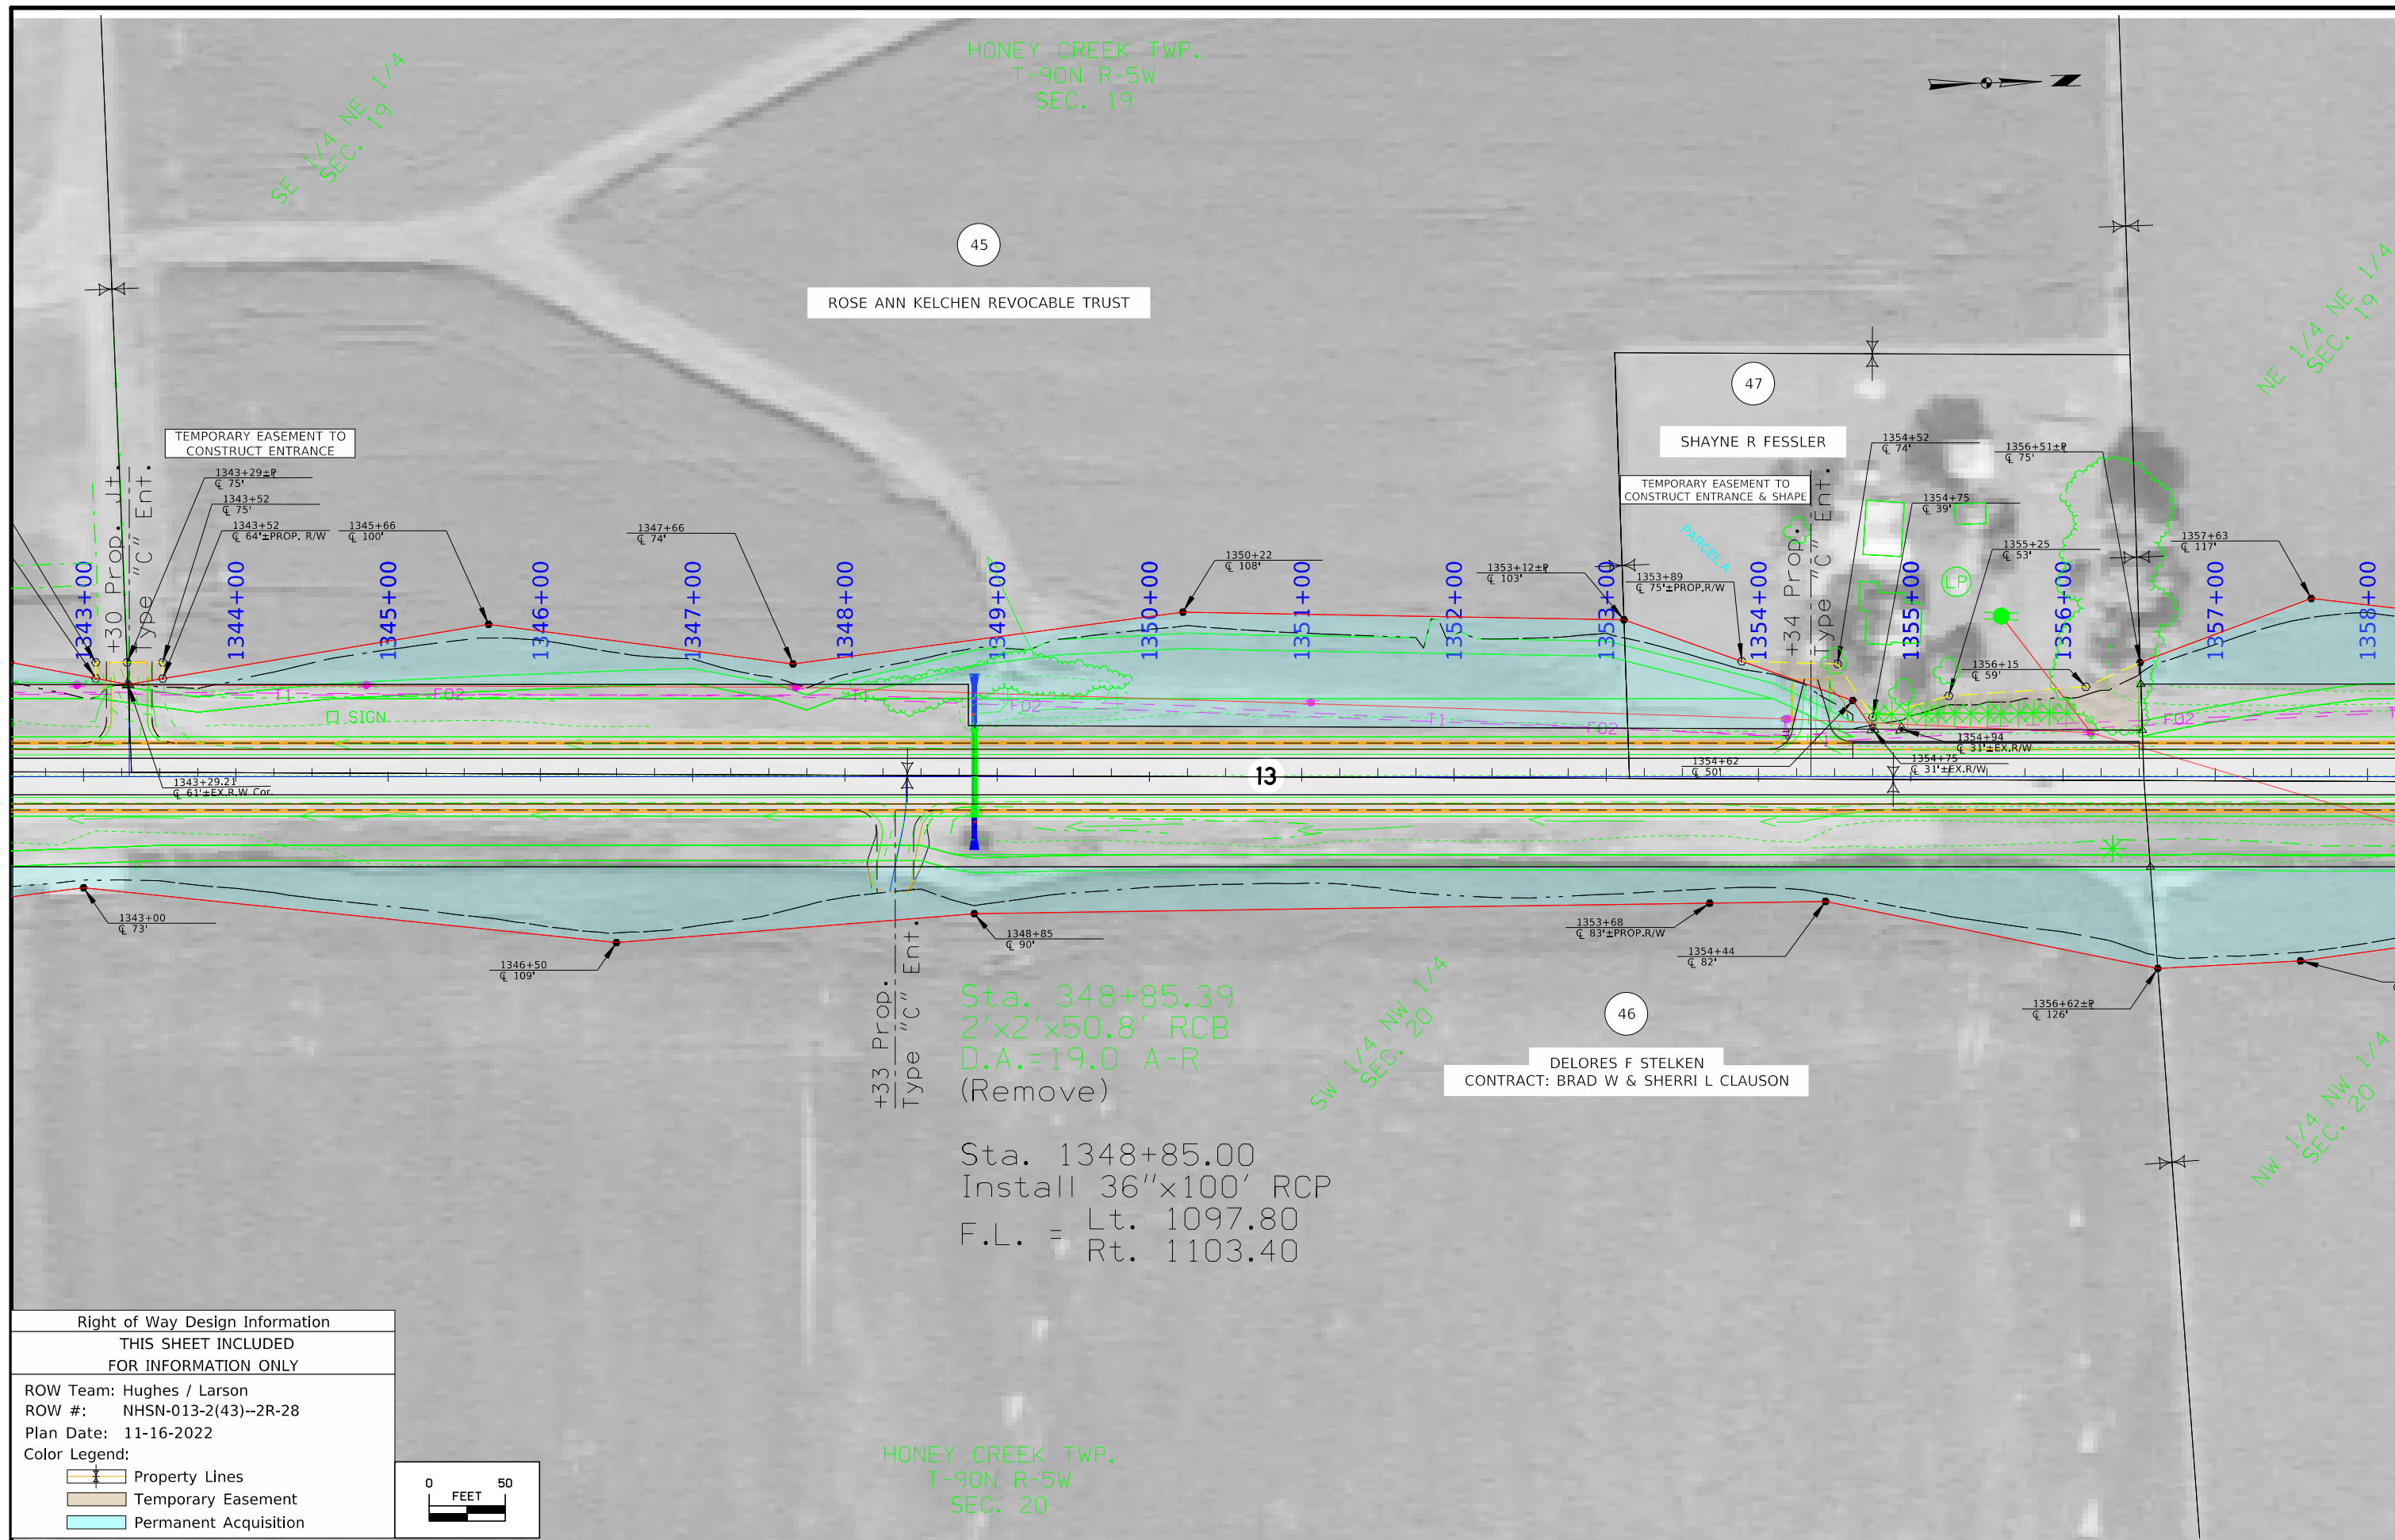 HONEY CREEK TWP.
T-90N R-5W
SEC. 19
SE 1/4 NE 1/4
SEC. 19
45
ROSE ANN KELCHEN REVOCABLE TRUST
NE 1/4 NE 1/4
SEC. 19
47
SHAYNE R FESSLER
TEMPORARY EASEMENT TO
CONSTRUCT ENTRANCE
TEMPORARY EASEMENT TO
CONSTRUCT ENTRANCE & SHAPE
PARCEL A
+30 Prop. Jt.
Type "C" Ent.
1343+29±℄
℄ 75'
1343+52
℄ 75'
1343+52
℄ 64'±PROP. R/W
1345+66
℄ 100'
1347+66
℄ 74'
1350+22
℄ 108'
1353+12±℄
℄ 103'
1353+89
℄ 75'±PROP.R/W
+34 Prop.
Type "C" Ent.
1354+52
℄ 74'
1356+51±℄
℄ 75'
1354+75
℄ 39'
1355+25
℄ 53'
LP
1356+15
℄ 59'
1357+63
℄ 117'
1343+00
1344+00
1345+00
1346+00
1347+00
1348+00
1349+00
1350+00
1351+00
1352+00
1353+00
1354+00
1355+00
1356+00
1357+00
1358+00
T1
FO2
T1
FO2
T1
FO2
T1
FO2
SIGN
1343+29.21
℄ 61'±EX.R.W Cor.
13
1354+62
℄ 50'
1354+94
℄ 31'±EX.R/W
1354+75
℄ 31'±EX.R/W
1343+00
℄ 73'
1346+50
℄ 109'
1348+85
℄ 90'
1353+68
℄ 83'±PROP.R/W
1354+44
℄ 82'
1356+62±℄
℄ 126'
+33 Prop.
Type "C" Ent.
Sta. 348+85.39
2'x2'x50.8' RCB
D.A.=19.0 A-R
(Remove)
Sta. 1348+85.00
Install 36"x100' RCP
F.L. = Lt. 1097.80
Rt. 1103.40
SW 1/4 NW 1/4
SEC. 20
46
DELORES F STELKEN
CONTRACT: BRAD W & SHERRI L CLAUSON
NW 1/4 NW 1/4
SEC. 20
HONEY CREEK TWP.
T-90N R-5W
SEC. 20
Right of Way Design Information
THIS SHEET INCLUDED
FOR INFORMATION ONLY
ROW Team: Hughes / Larson
ROW #: NHSN-013-2(43)--2R-28
Plan Date: 11-16-2022
Color Legend:
Property Lines
Temporary Easement
Permanent Acquisition
0 50
FEET